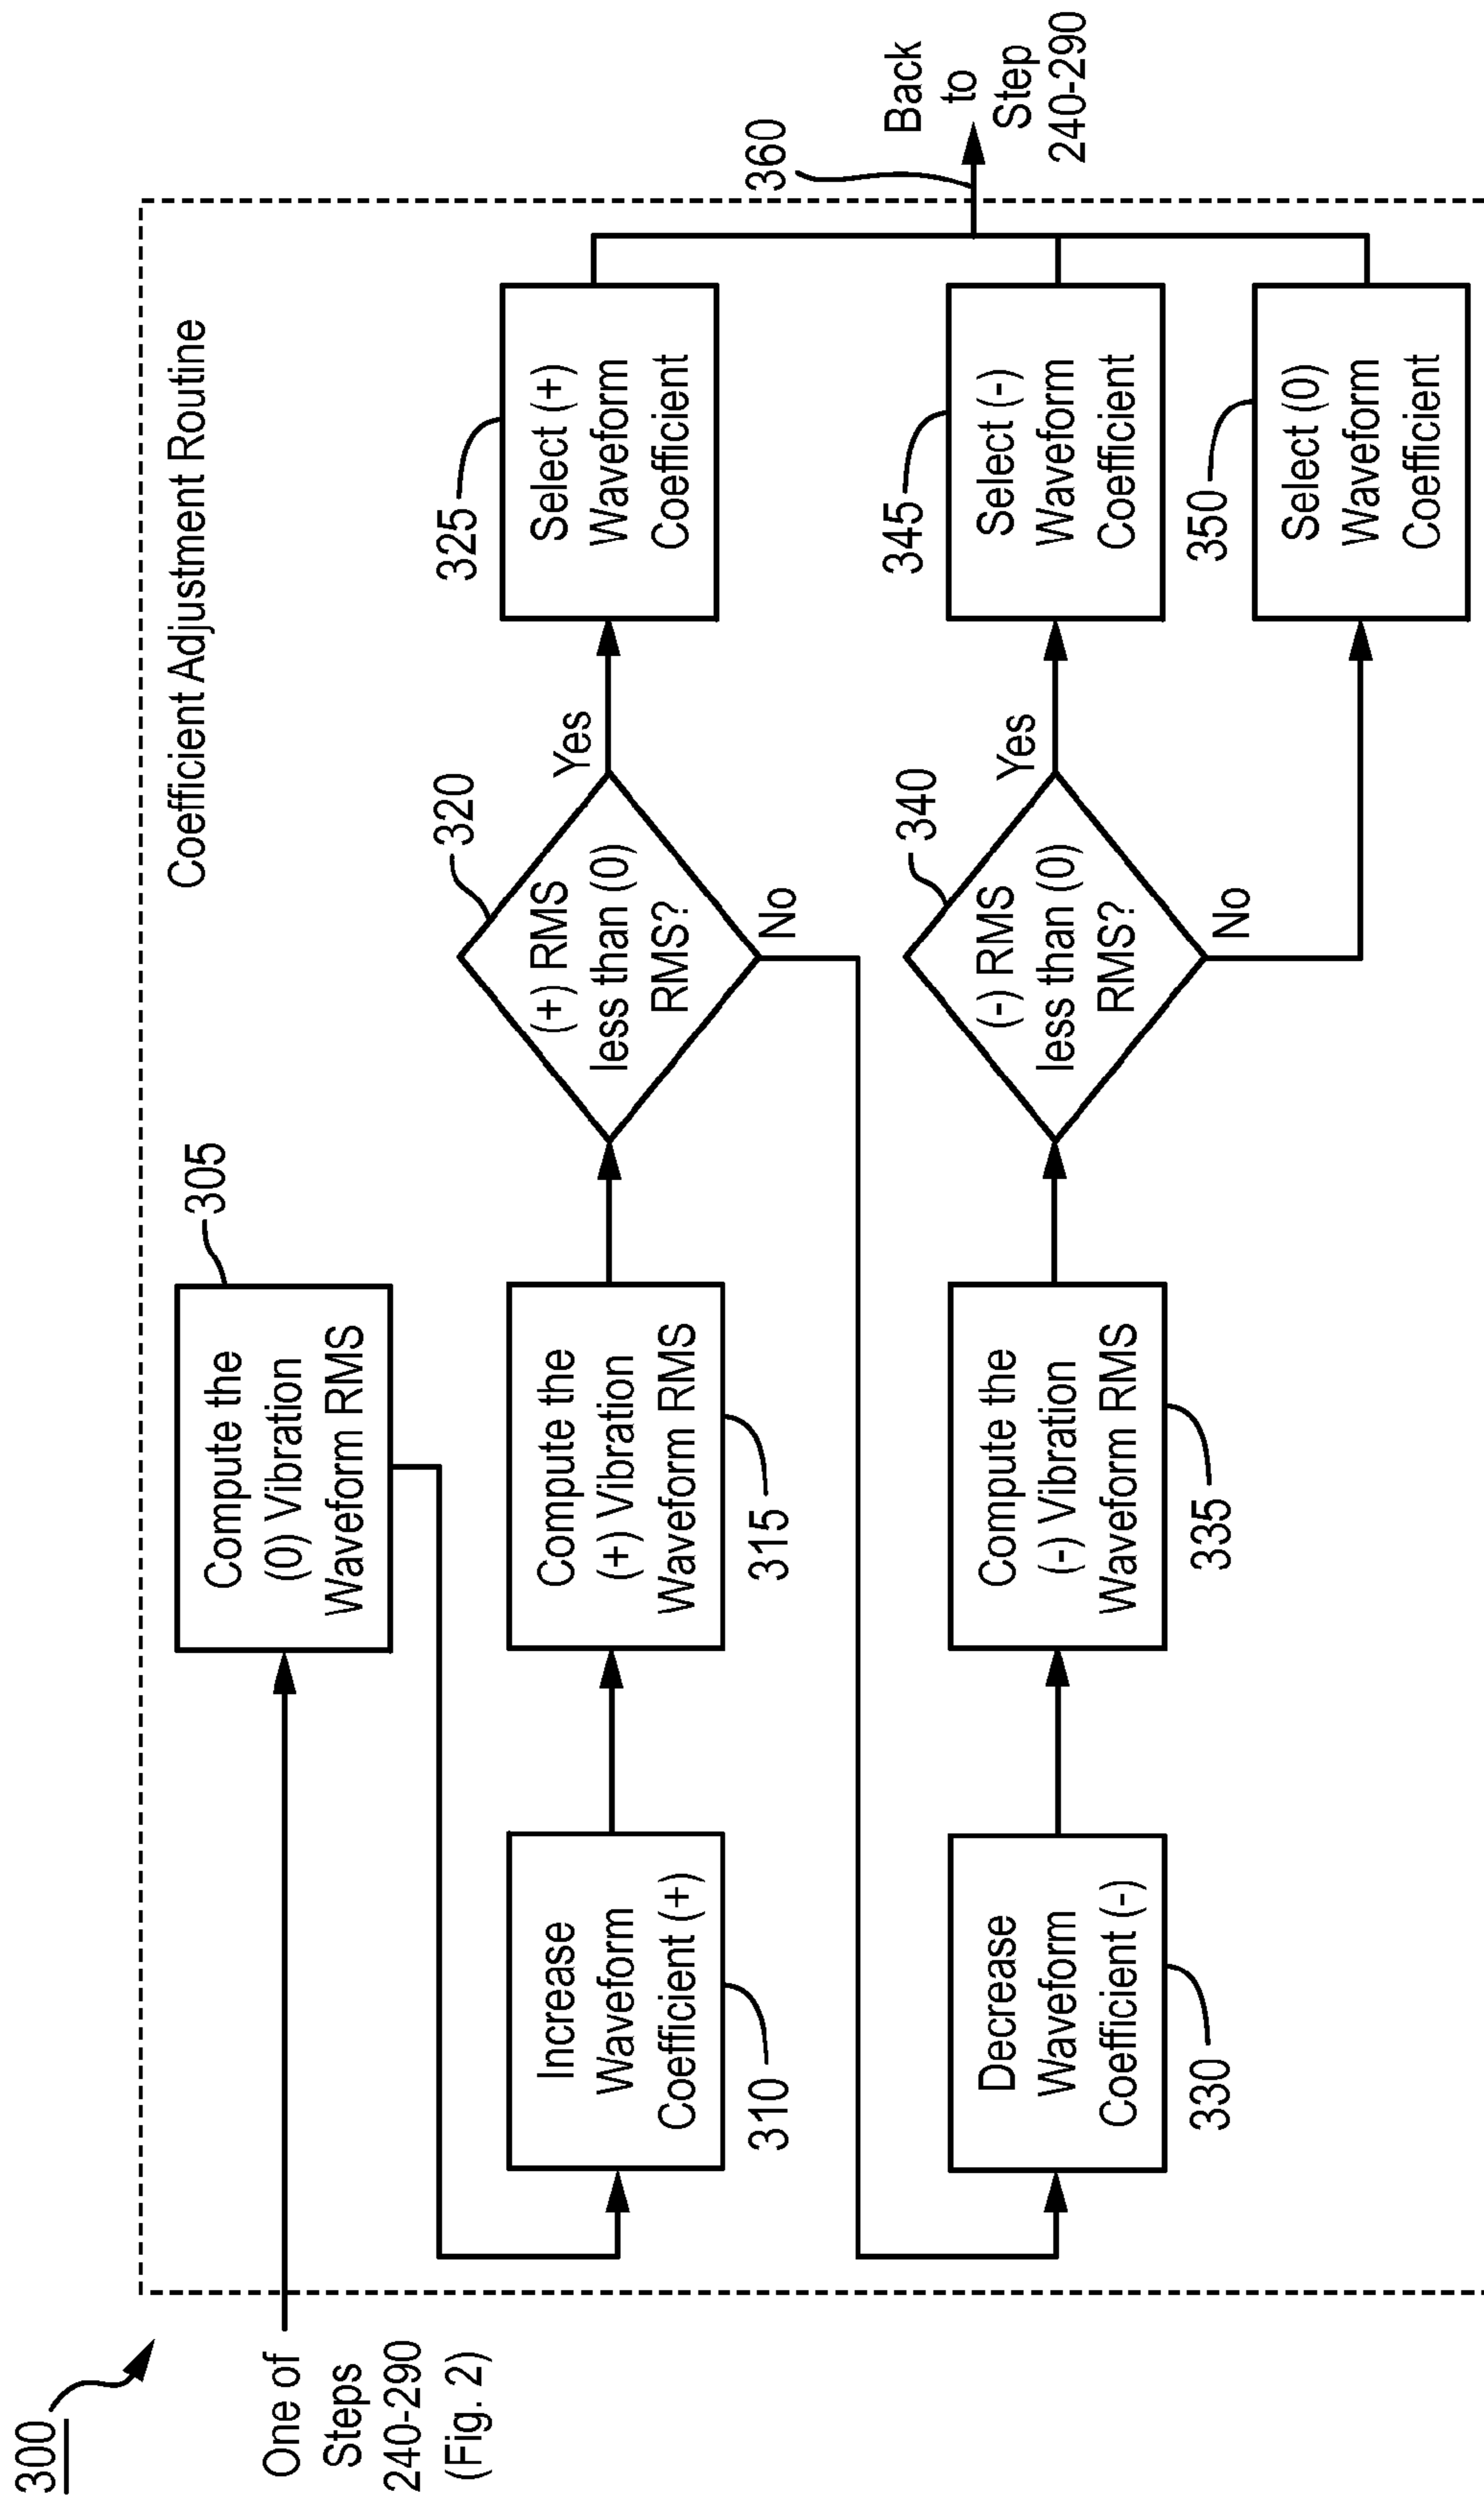 300
One of
Steps
240-290
(Fig. 2)
Coefficient Adjustment Routine
305
Compute the
(0) Vibration
Waveform RMS
Increase
Waveform
Coefficient (+)
310
Compute the
(+) Vibration
Waveform RMS
315
320
(+) RMS
less than (0)
RMS?
Yes
No
325
Select (+)
Waveform
Coefficient
Decrease
Waveform
Coefficient (-)
330
Compute the
(-) Vibration
Waveform RMS
335
340
(-) RMS
less than (0)
RMS?
Yes
No
345
Select (-)
Waveform
Coefficient
350
Select (0)
Waveform
Coefficient
360
Back
to
Step
240-290